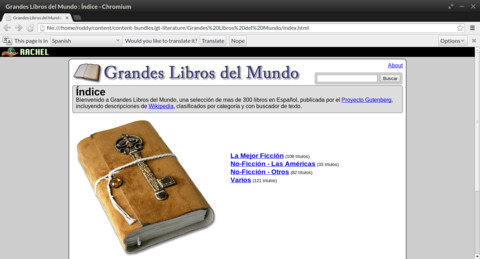 Grandes Libros del Mundo : Índice - Chromium
Grandes Libros del Mundo :
file:///home/roddy/content/content-bundles/gt-literature/Grandes%20Libros%20del%20Mundo/index.html
This page is in Spanish Would you like to translate it? Translate Nope Options
RACHEL
About
Grandes Libros del Mundo
Buscar
Índice
Bienvenido a Grandes Libros del Mundo, una selección de mas de 300 libros en Español, publicada por el Proyecto Gutenberg,
incluyendo descripciones de Wikipedia, clasificados por categoria y con buscador de texto.
La Mejor Ficción (108 titulos)
No-Ficción - Las Américas (33 titulos)
No-Ficción - Otros (82 titulos)
Varios (121 titulos)